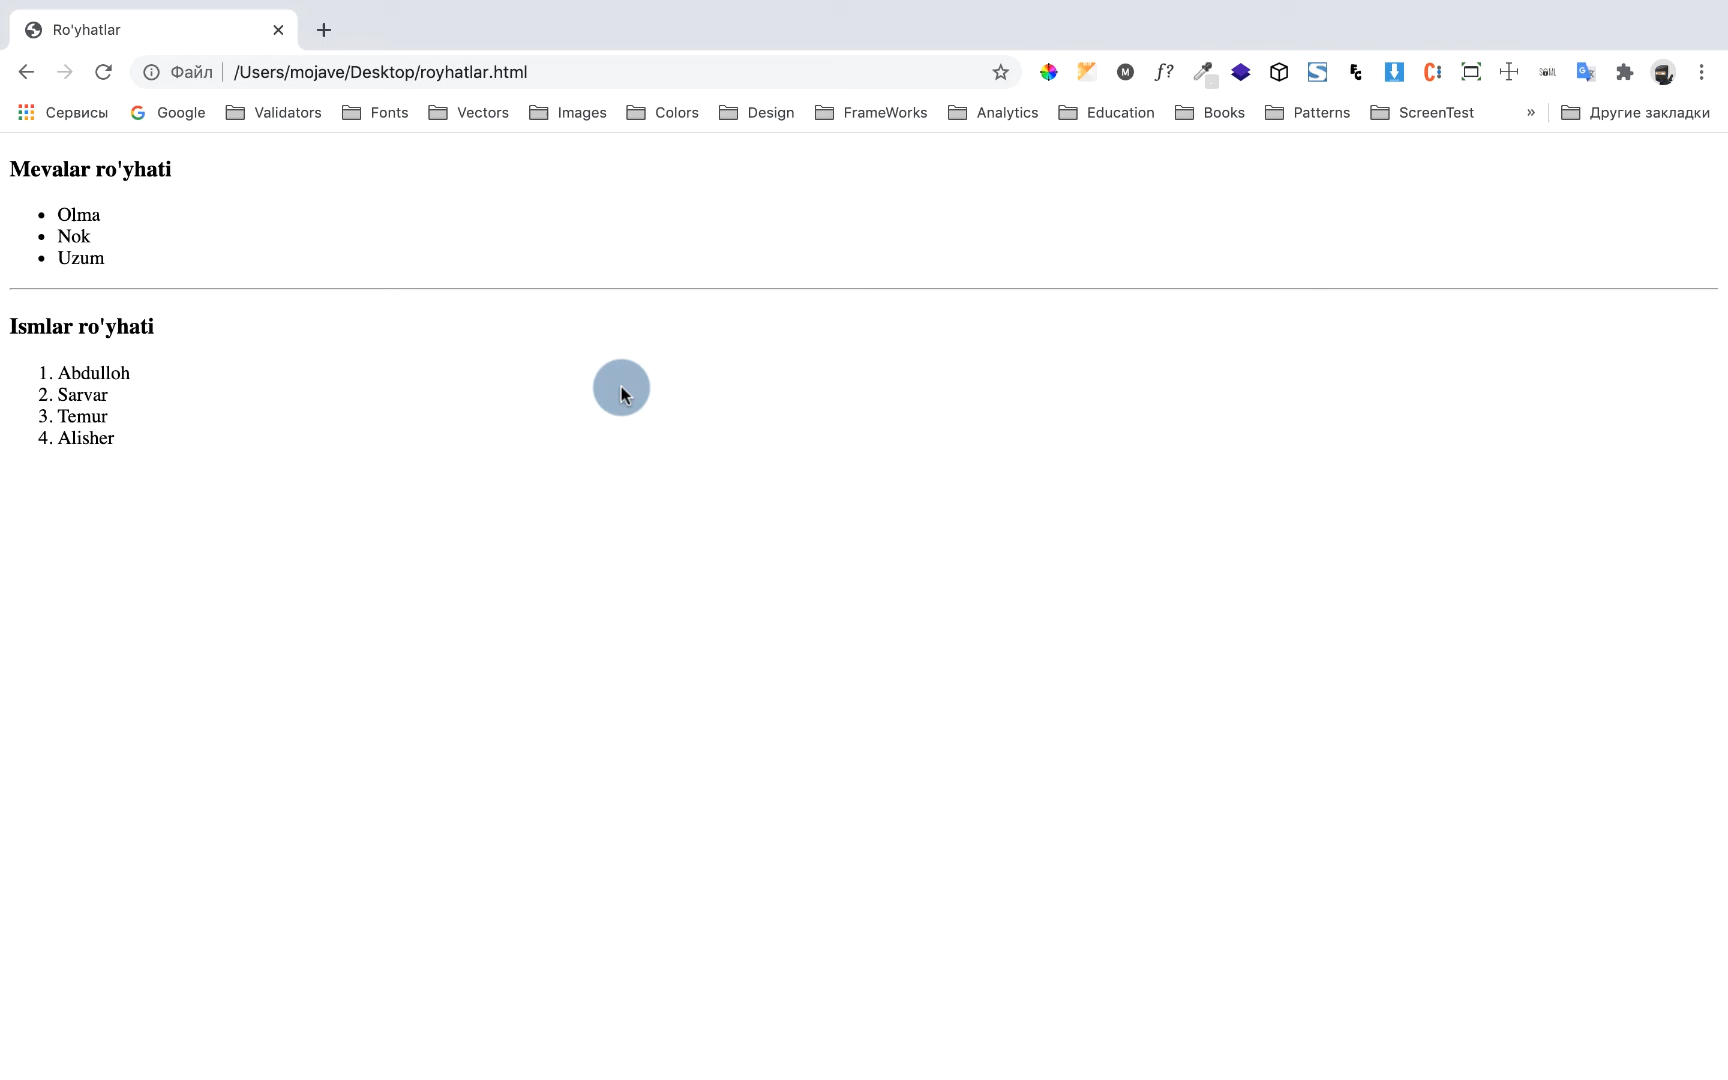 Ro'yhatlar
Файл /Users/mojave/Desktop/royhatlar.html
Сервисы Google Validators Fonts Vectors Images Colors Design FrameWorks Analytics Education Books Patterns ScreenTest » Другие закладки
Mevalar ro'yhati
• Olma
• Nok
• Uzum
Ismlar ro'yhati
1. Abdulloh
2. Sarvar
3. Temur
4. Alisher